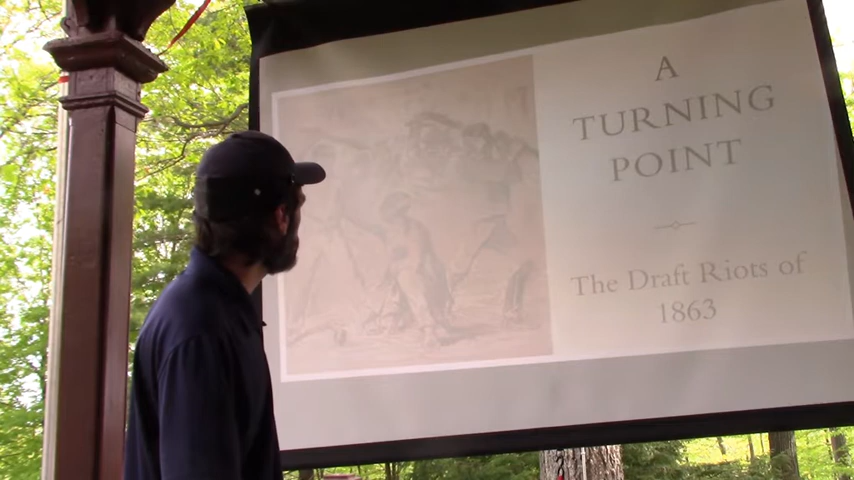 A
TURNING
POINT
The Draft Riots of
1863